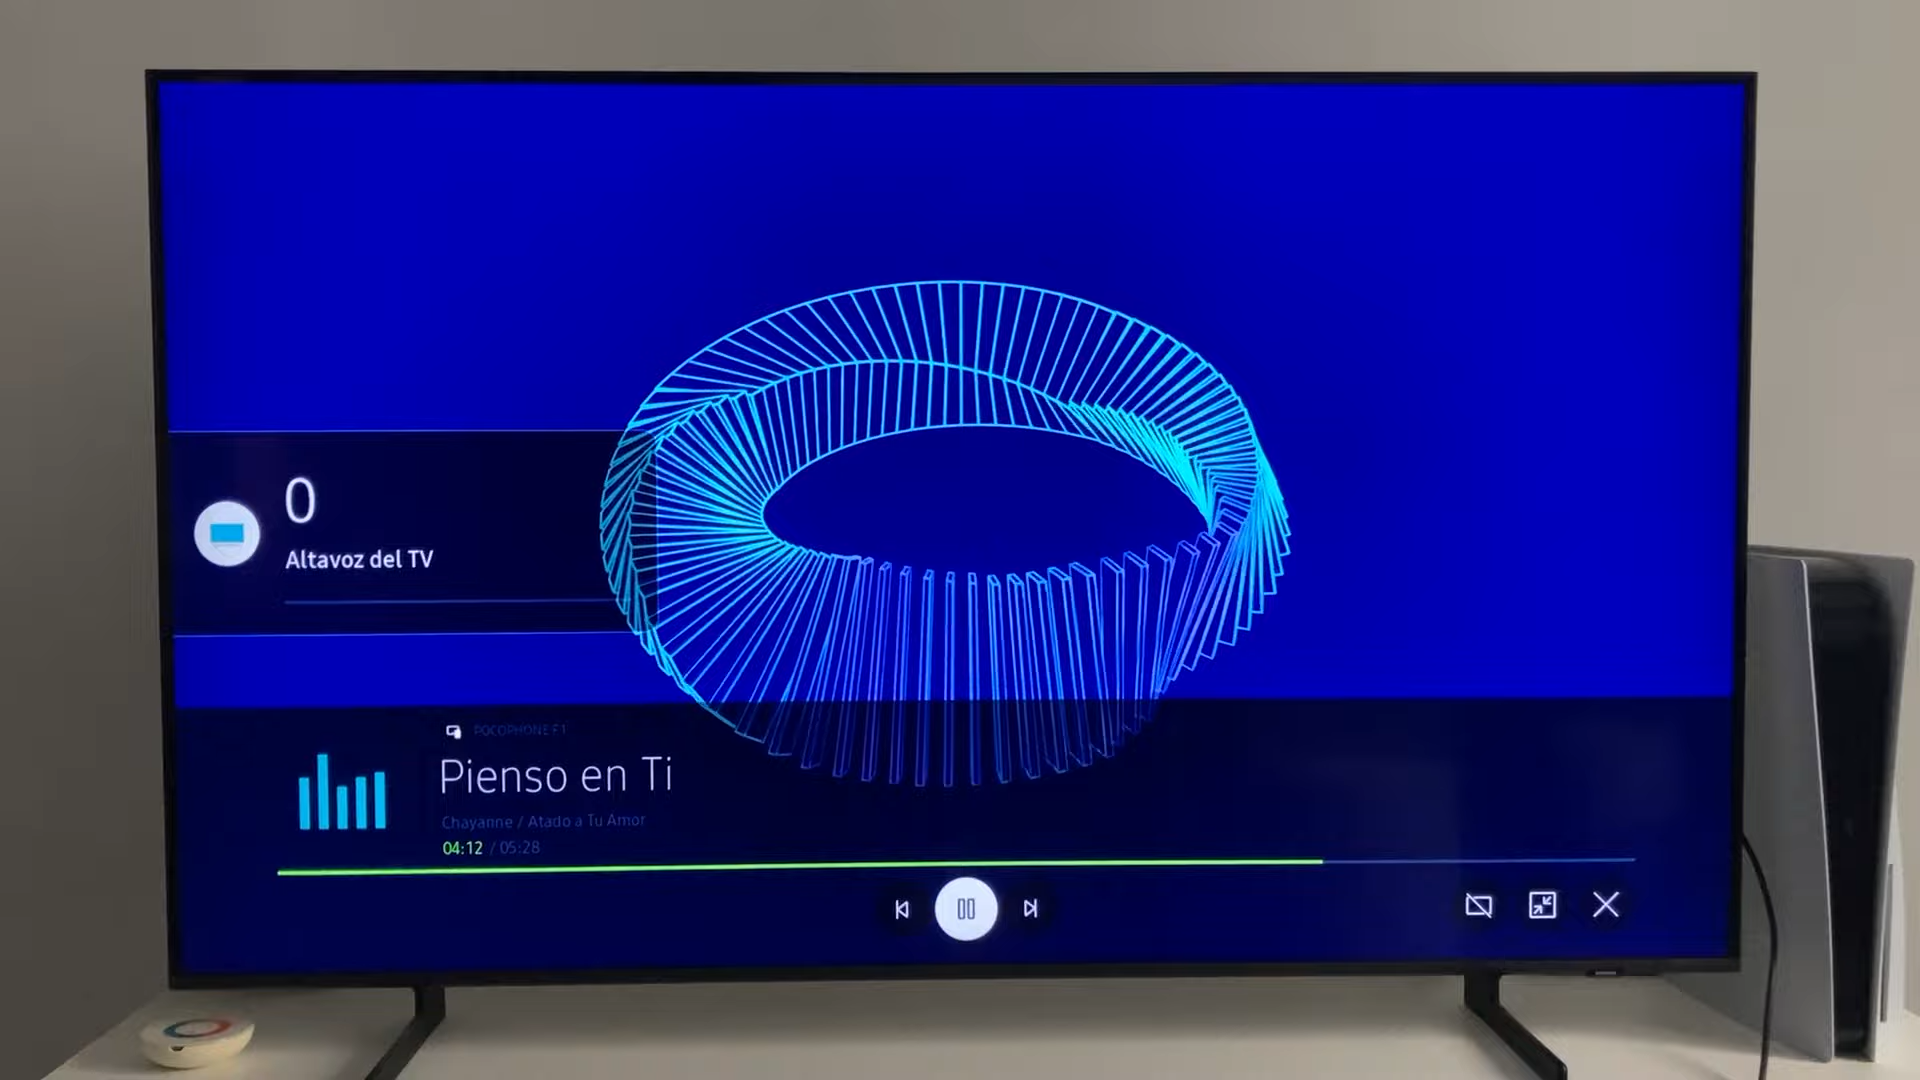 0
Altavoz del TV
POCOPHONE F1
Pienso en Ti
Chayanne / Atado a Tu Amor
04:12 / 05:28